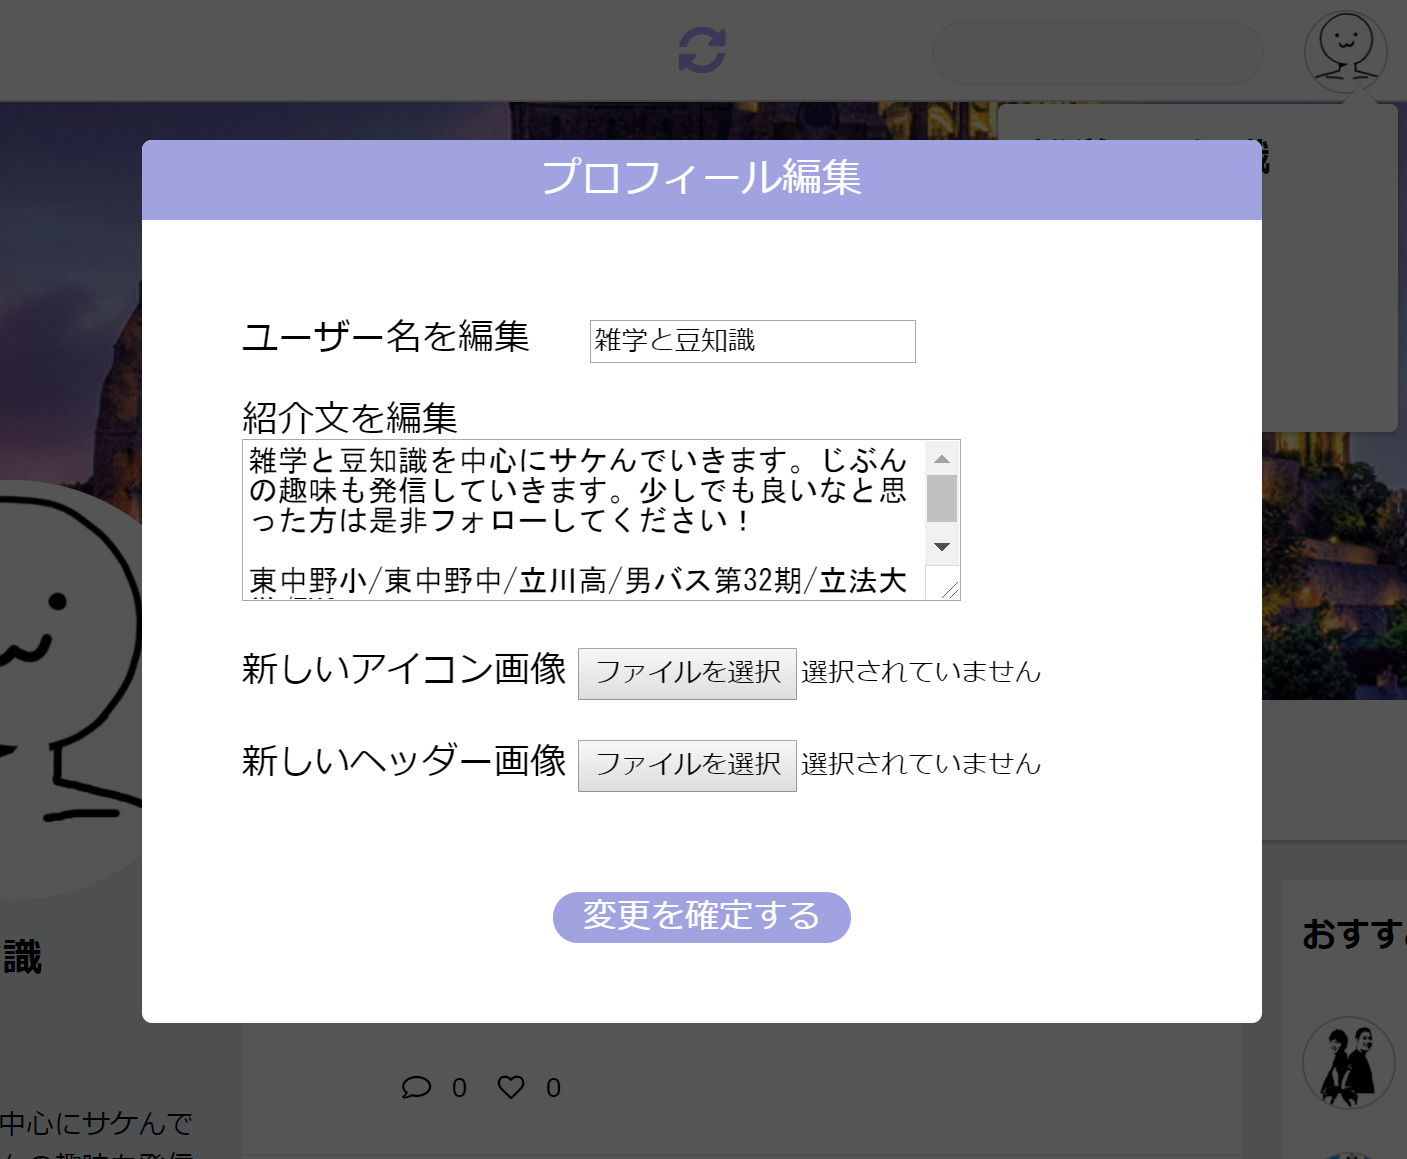 プロフィール編集
ユーザー名を編集
雑学と豆知識
紹介文を編集
雑学と豆知識を中心にサケんでいきます。じぶん
の趣味も発信していきます。少しでも良いなと思
った方は是非フォローしてください！
東中野小/東中野中/立川高/男バス第32期/立法大
新しいアイコン画像 ファイルを選択 選択されていません
新しいヘッダー画像 ファイルを選択 選択されていません
変更を確定する
識
おすす
0 0
中心にサケんで